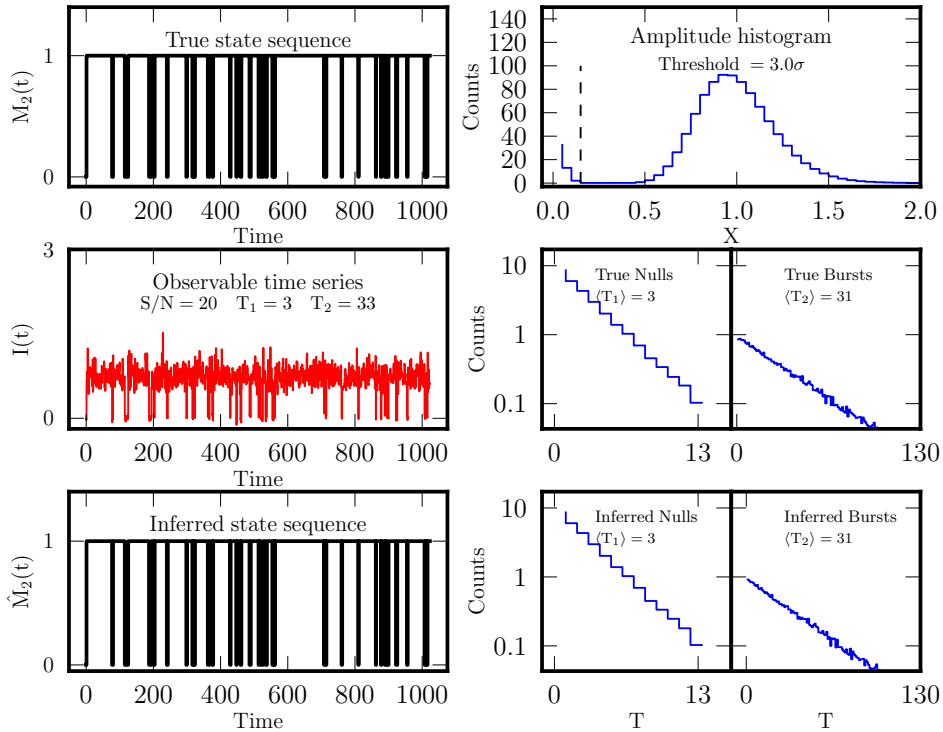 True state sequence
M₂(t)
1
0
0 200 400 600 800 1000
Time
Amplitude histogram
Threshold = 3.0σ
Counts
140
120
100
80
60
40
20
0
0.0 0.5 1.0 1.5 2.0
X
Observable time series
S/N = 20 T₁ = 3 T₂ = 33
I(t)
3
0
0 200 400 600 800 1000
Time
True Nulls
⟨T₁⟩ = 3
True Bursts
⟨T₂⟩ = 31
Counts
10
1
0.1
0 13 0 130
Inferred state sequence
M̂₂(t)
1
0
0 200 400 600 800 1000
Time
Inferred Nulls
⟨T₁⟩ = 3
Inferred Bursts
⟨T₂⟩ = 31
Counts
10
1
0.1
0 13 0 130
T T